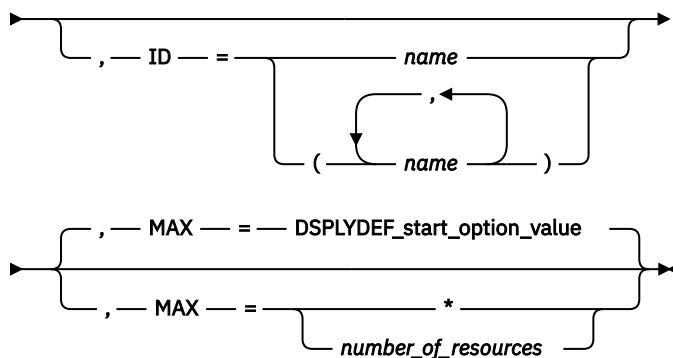 , ID = name
,
( name )
, MAX = DSPLYDEF_start_option_value
, MAX = *
number_of_resources